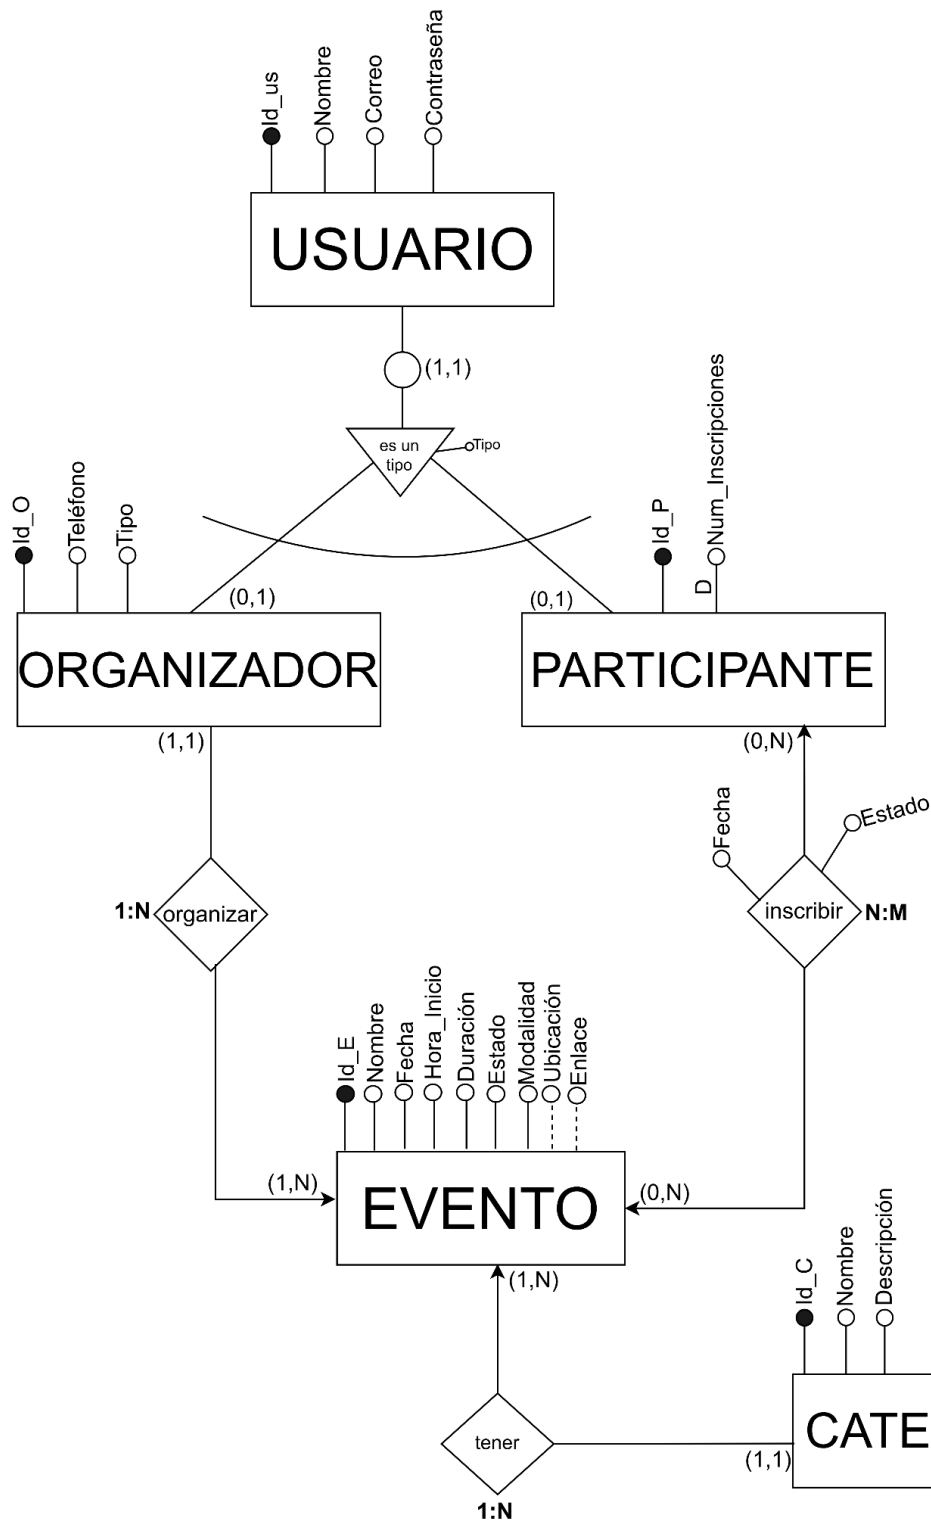 Id_us
Nombre
Correo
Contraseña
USUARIO
(1,1)
es un
tipo
Tipo
Id_O
Teléfono
Tipo
(0,1)
ORGANIZADOR
(1,1)
Id_P
Num_Inscripciones
D
(0,1)
PARTICIPANTE
(0,N)
Fecha
Estado
1:N
organizar
inscribir
N:M
Id_E
Nombre
Fecha
Hora_Inicio
Duración
Estado
Modalidad
Ubicación
Enlace
(1,N)
EVENTO
(0,N)
(1,N)
Id_C
Nombre
Descripción
CATE
tener
(1,1)
1:N